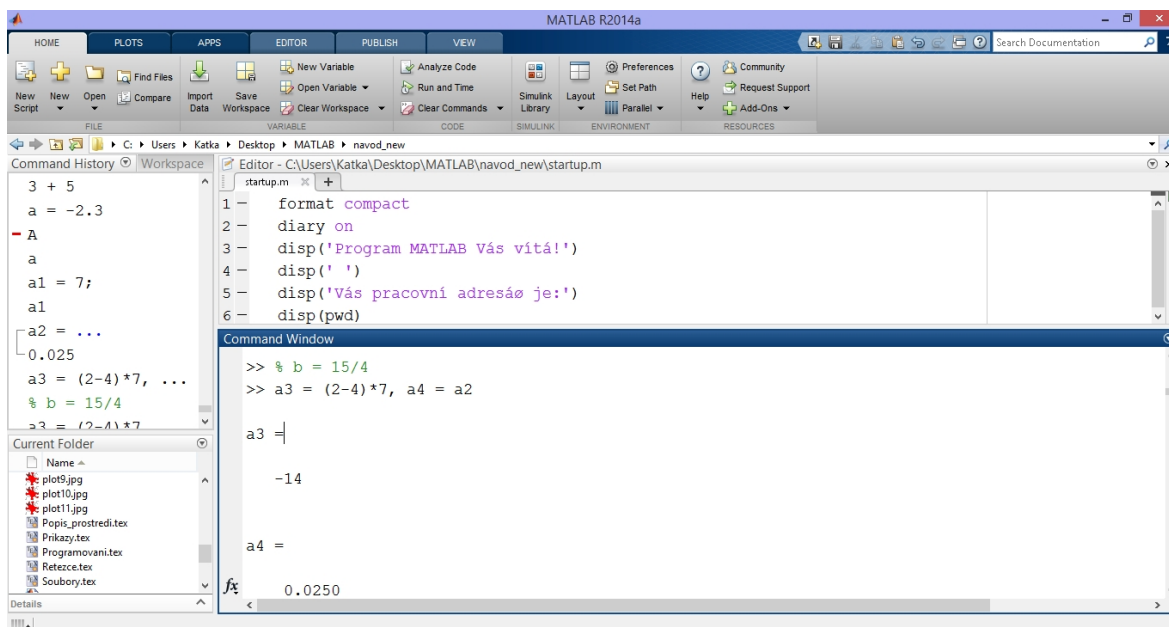 MATLAB R2014a
HOME PLOTS APPS EDITOR PUBLISH VIEW Search Documentation
New Script New Open Find Files Compare Import Data Save Workspace New Variable Open Variable Clear Workspace Analyze Code Run and Time Clear Commands Simulink Library Layout Preferences Set Path Parallel Help Community Request Support Add-Ons
FILE VARIABLE CODE SIMULINK ENVIRONMENT RESOURCES
C: Users Katka Desktop MATLAB navod_new
Command History Workspace
3 + 5
a = -2.3
A
a
a1 = 7;
a1
a2 = ...
0.025
a3 = (2-4)*7, ...
% b = 15/4
a3 = (2-4)*7
Current Folder
Name
plot9.jpg
plot10.jpg
plot11.jpg
Popis_prostredi.tex
Prikazy.tex
Programovani.tex
Retezce.tex
Soubory.tex
Details
Editor - C:\Users\Katka\Desktop\MATLAB\navod_new\startup.m
startup.m
1 format compact
2 diary on
3 disp('Program MATLAB Vás vítá!')
4 disp(' ')
5 disp('Vás pracovní adresáø je:')
6 disp(pwd)
Command Window
>> % b = 15/4
>> a3 = (2-4)*7, a4 = a2
a3 =
-14
a4 =
fx 0.0250